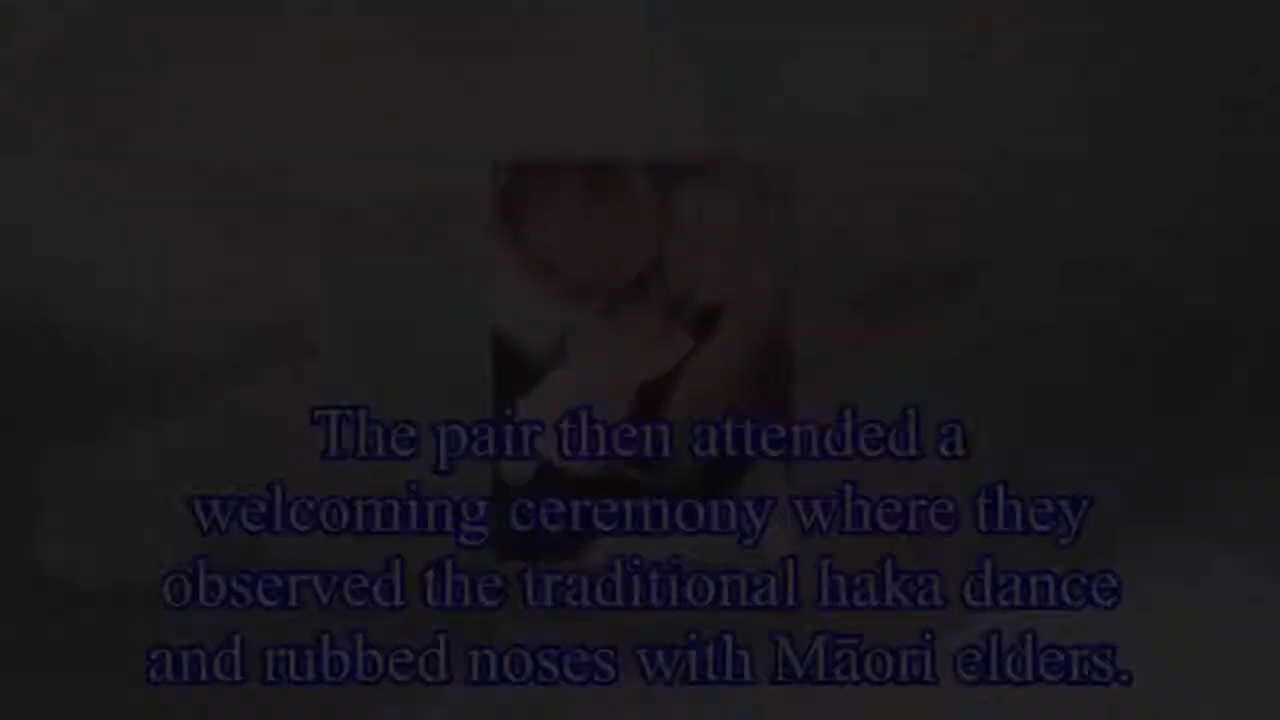 The pair then attended a
welcoming ceremony where they
observed the traditional haka dance
and rubbed noses with Māori elders.